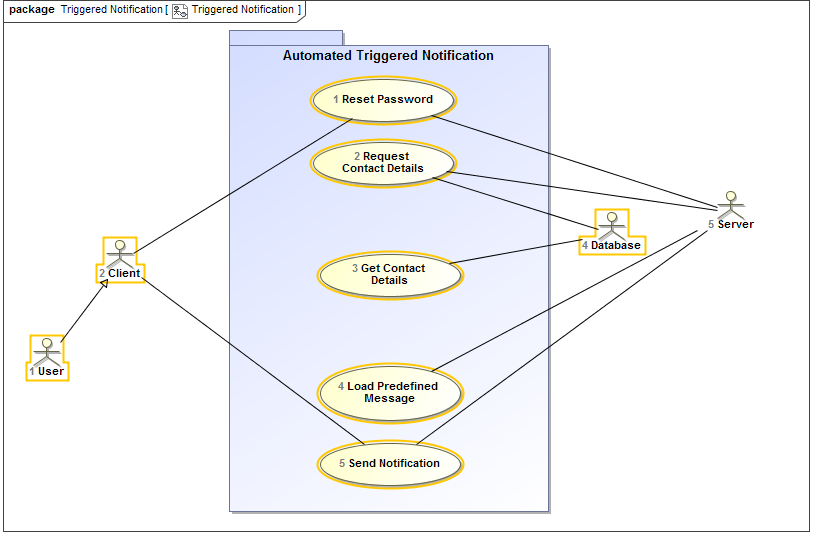 package Triggered Notification [ Triggered Notification ]
Automated Triggered Notification
1 Reset Password
2 Request
Contact Details
5 Server
4 Database
2 Client
3 Get Contact
Details
1 User
4 Load Predefined
Message
5 Send Notification